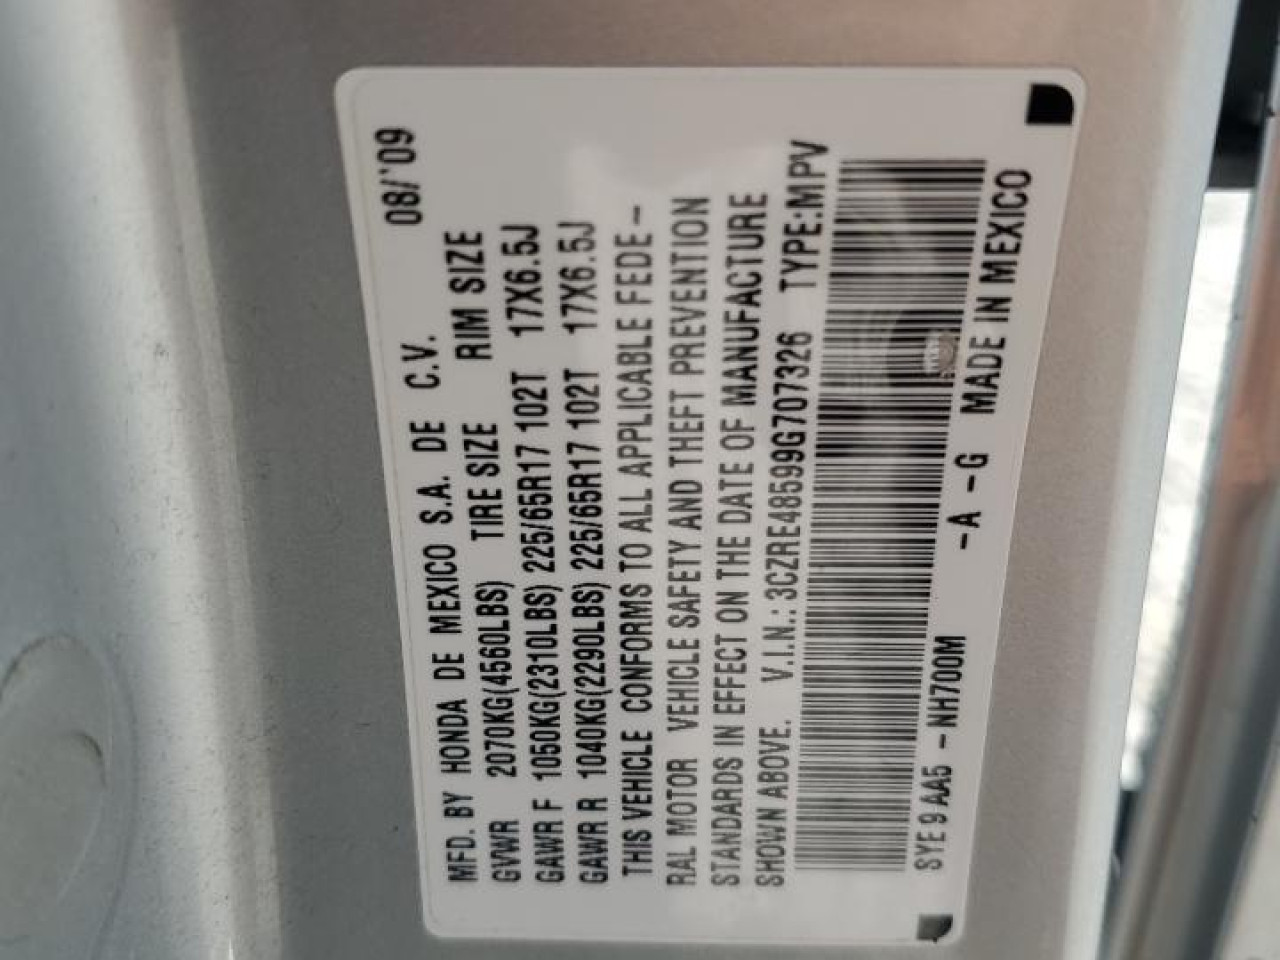 MFD. BY HONDA DE MEXICO S.A. DE C.V. 08/'09
GVWR 2070KG(4560LBS) TIRE SIZE RIM SIZE
GAWR F 1050KG(2310LBS) 225/65R17 102T 17X6.5J
GAWR R 1040KG(2290LBS) 225/65R17 102T 17X6.5J
THIS VEHICLE CONFORMS TO ALL APPLICABLE FEDE-
RAL MOTOR VEHICLE SAFETY AND THEFT PREVENTION
STANDARDS IN EFFECT ON THE DATE OF MANUFACTURE
SHOWN ABOVE. V.I.N.: 3CZRE48599G707326 TYPE:MPV
SYE 9 AA5 -NH700M -A -G MADE IN MEXICO